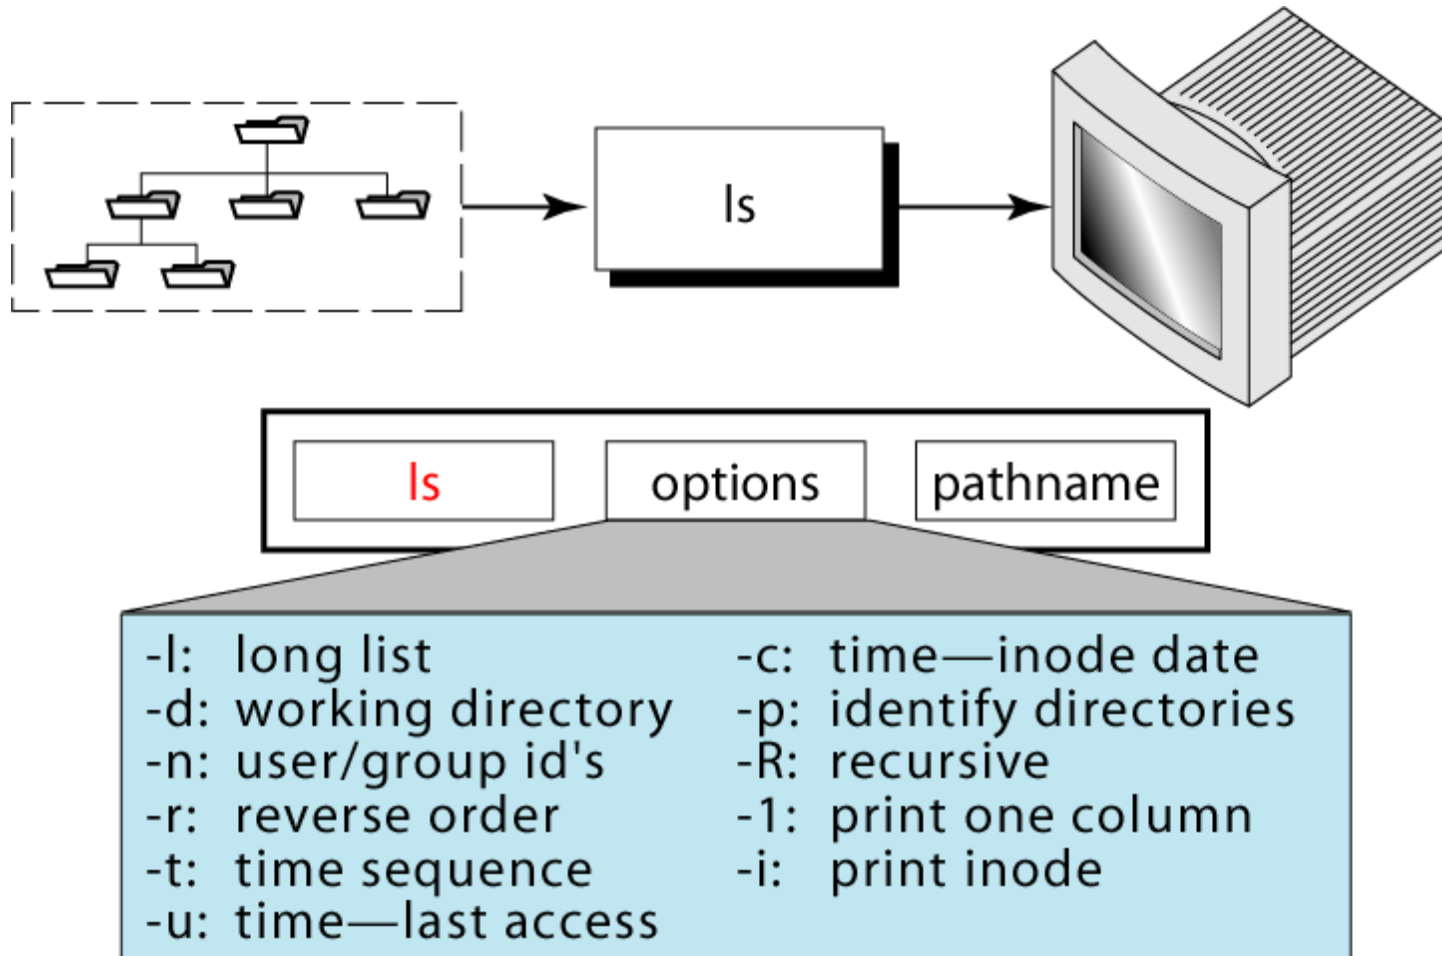 ls
ls
options
pathname
-l: long list
-d: working directory
-n: user/group id's
-r: reverse order
-t: time sequence
-u: time—last access
-c: time—inode date
-p: identify directories
-R: recursive
-1: print one column
-i: print inode